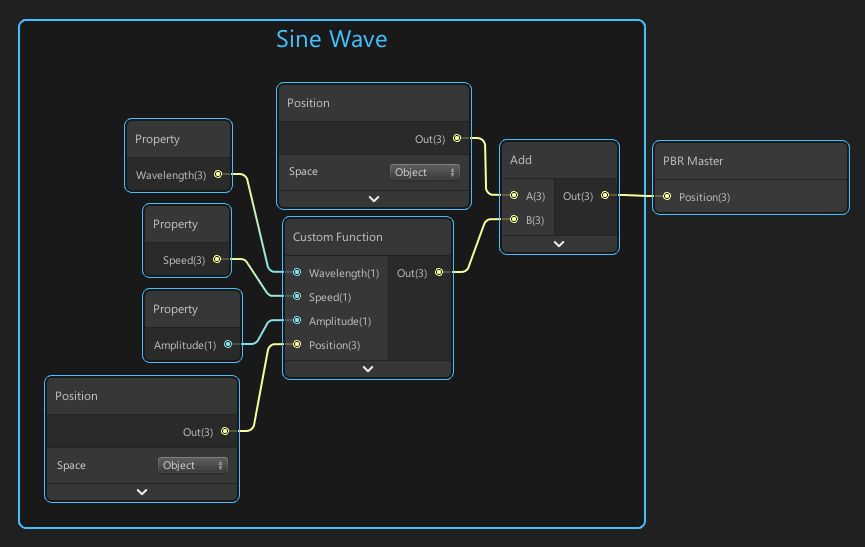 Sine Wave
Position
Out(3)
Space Object
Property
Wavelength(3)
Property
Speed(3)
Property
Amplitude(1)
Position
Out(3)
Space Object
Custom Function
Wavelength(1) Out(3)
Speed(1)
Amplitude(1)
Position(3)
Add
A(3) Out(3)
B(3)
PBR Master
Position(3)